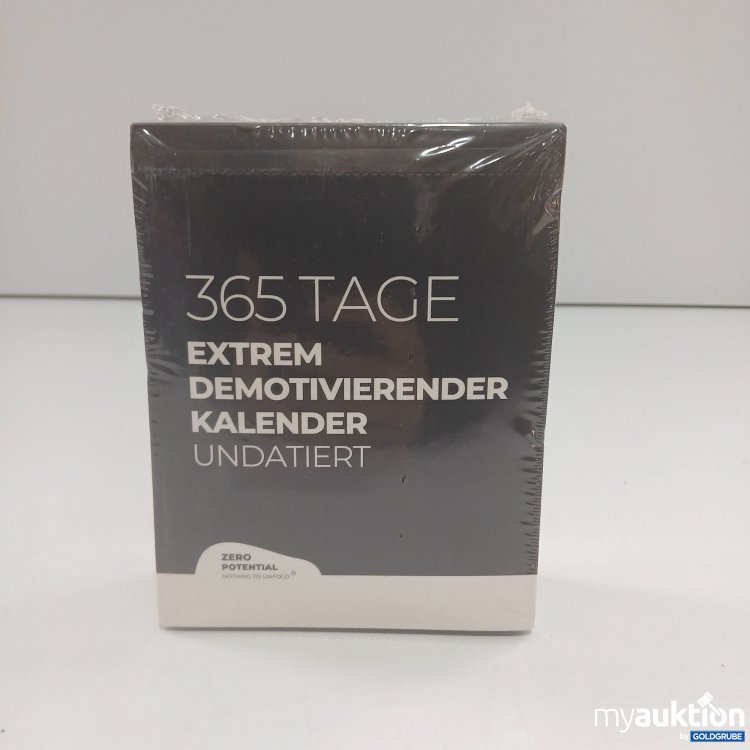 365 TAGE
EXTREM
DEMOTIVIERENDER
KALENDER
UNDATIERT
ZERO
POTENTIAL
NOTHING TO UNFOLD ©
myauktion
by GOLDGRUBE